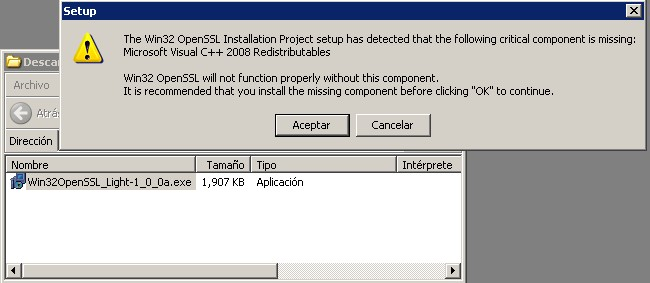 Setup
The Win32 OpenSSL Installation Project setup has detected that the following critical component is missing:
Microsoft Visual C++ 2008 Redistributables
Win32 OpenSSL will not function properly without this component.
It is recommended that you install the missing component before clicking "OK" to continue.
Aceptar Cancelar
Descar
Archivo
Atrás
Dirección
Nombre Tamaño Tipo Intérprete
Win32OpenSSL_Light-1_0_0a.exe 1,907 KB Aplicación